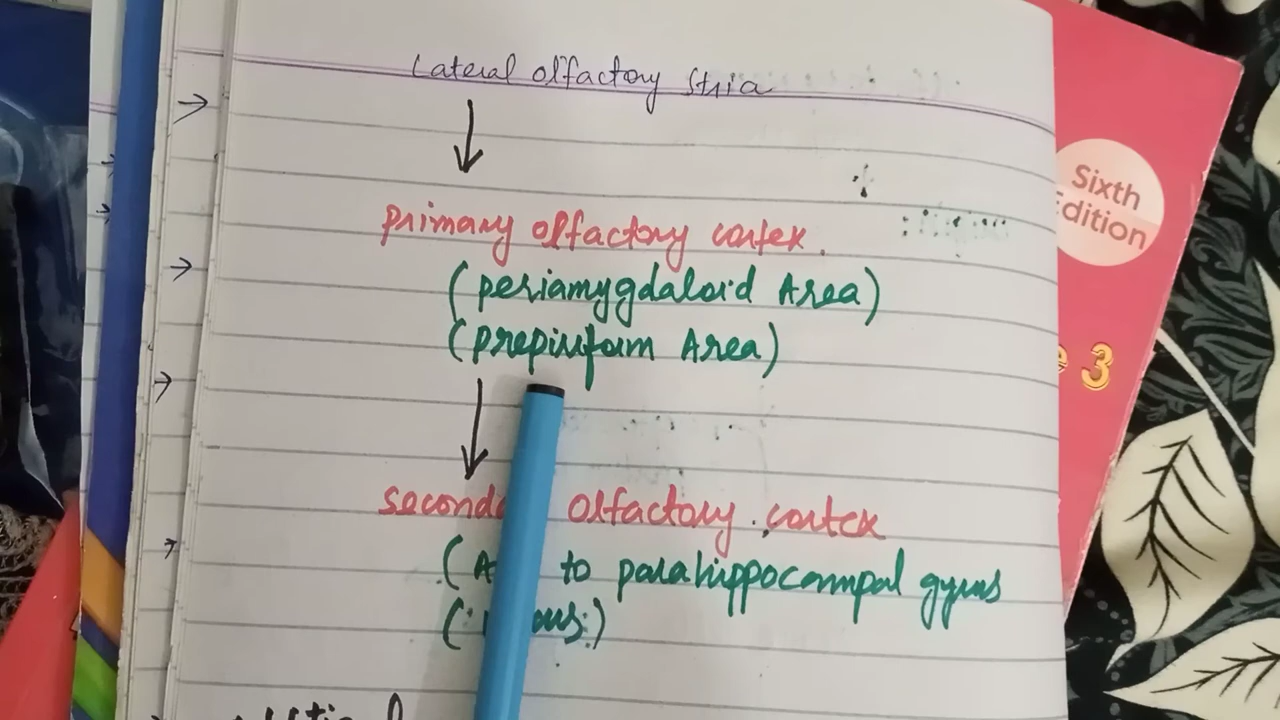 Lateral olfactory stria
primary olfactory cortex.
(periamygdaloid Area)
(prepiriform Area)
olfactory cortex
( to parahippocampal gyrus
Sixth
Edition
3